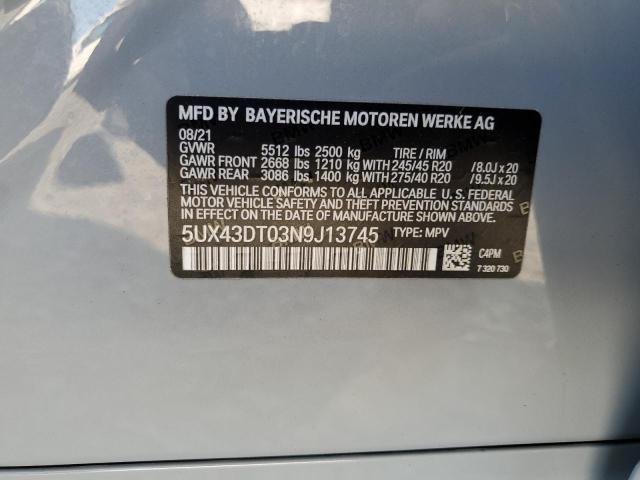 MFD BY BAYERISCHE MOTOREN WERKE AG
08/21
GVWR 5512 lbs 2500 kg TIRE / RIM
GAWR FRONT 2668 lbs 1210 kg WITH 245/45 R20 /8.0J x 20
GAWR REAR 3086 lbs 1400 kg WITH 275/40 R20 /9.5J x 20
THIS VEHICLE CONFORMS TO ALL APPLICABLE U. S. FEDERAL
MOTOR VEHICLE SAFETY AND THEFT PREVENTION STANDARDS
IN EFFECT ON THE DATE OF MANUFACTURE SHOWN ABOVE.
5UX43DT03N9J13745 TYPE: MPV
C4PM
7 320 730